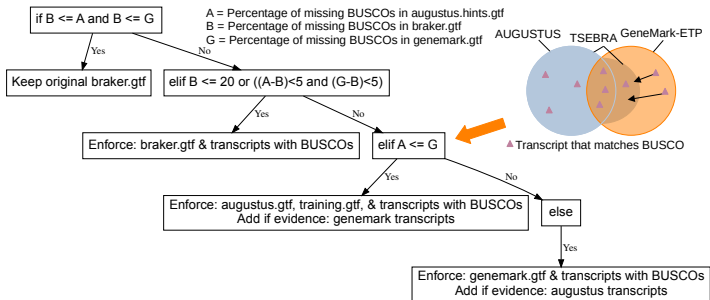 if B <= A and B <= G
A = Percentage of missing BUSCOs in augustus.hints.gtf
B = Percentage of missing BUSCOs in braker.gtf
G = Percentage of missing BUSCOs in genemark.gtf
AUGUSTUS
TSEBRA
GeneMark-ETP
Yes
No
Keep original braker.gtf
elif B <= 20 or ((A-B)<5 and (G-B)<5)
Yes
No
Enforce: braker.gtf & transcripts with BUSCOs
elif A <= G
Transcript that matches BUSCO
Yes
No
Enforce: augustus.gtf, training.gtf, & transcripts with BUSCOs
Add if evidence: genemark transcripts
else
Yes
Enforce: genemark.gtf & transcripts with BUSCOs
Add if evidence: augustus transcripts